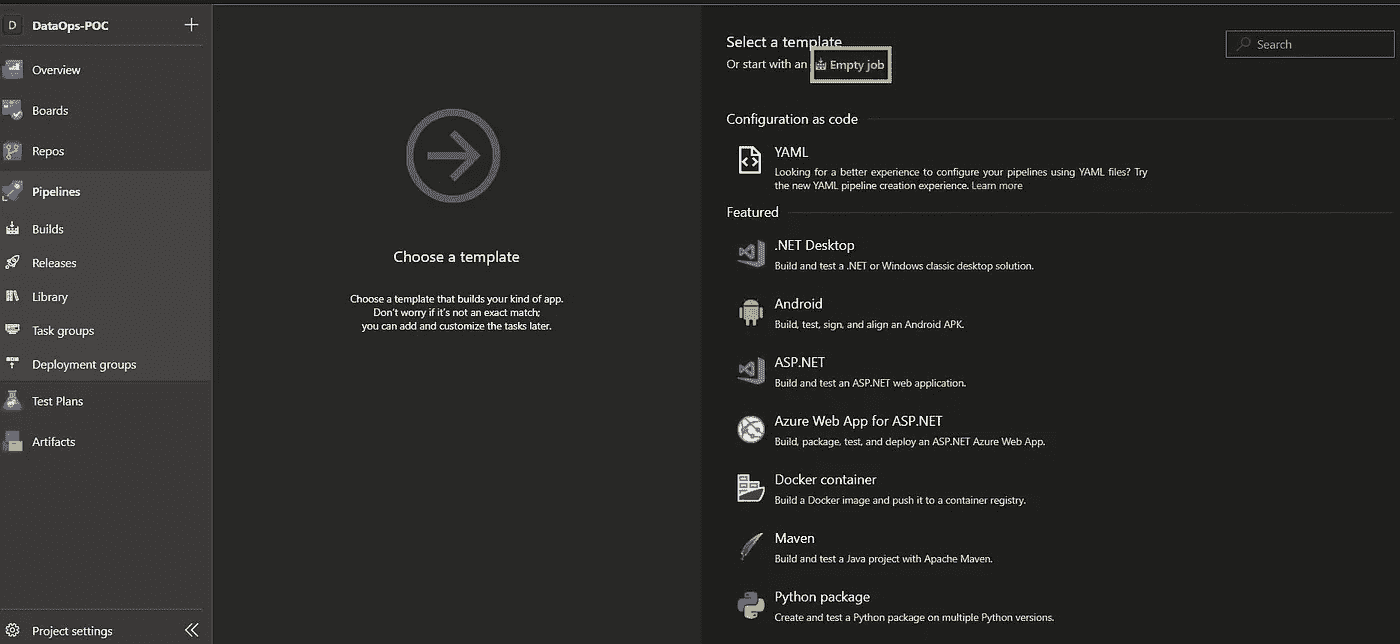 D DataOps-POC
Overview
Boards
Repos
Pipelines
Builds
Releases
Library
Task groups
Deployment groups
Test Plans
Artifacts
Project settings
Choose a template
Choose a template that builds your kind of app.
Don't worry if it's not an exact match;
you can add and customize the tasks later.
Select a template
Or start with an Empty job
Search
Configuration as code
YAML
Looking for a better experience to configure your pipelines using YAML files? Try
the new YAML pipeline creation experience. Learn more
Featured
.NET Desktop
Build and test a .NET or Windows classic desktop solution.
Android
Build, test, sign, and align an Android APK.
ASP.NET
Build and test an ASP.NET web application.
Azure Web App for ASP.NET
Build, package, test, and deploy an ASP.NET Azure Web App.
Docker container
Build a Docker image and push it to a container registry.
Maven
Build and test a Java project with Apache Maven.
Python package
Create and test a Python package on multiple Python versions.